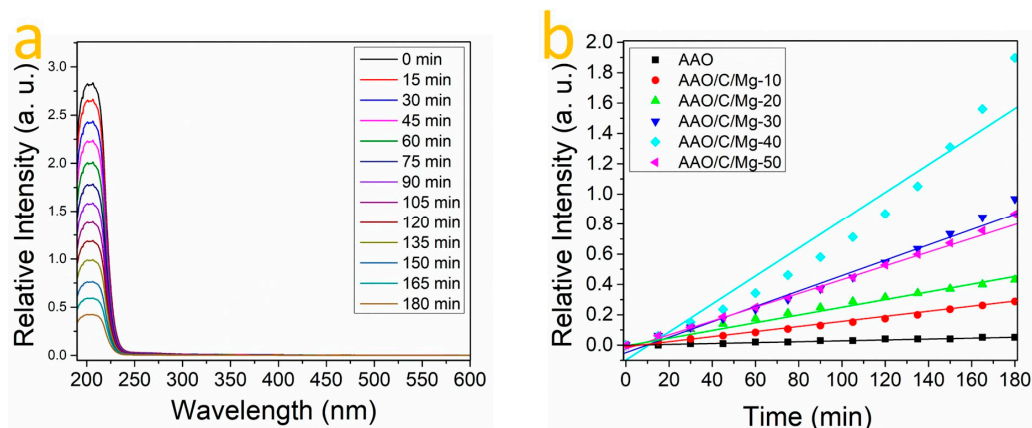 a
Relative Intensity (a. u.)
3.0
2.5
2.0
1.5
1.0
0.5
0.0
200 250 300 350 400 450 500 550 600
Wavelength (nm)
0 min
15 min
30 min
45 min
60 min
75 min
90 min
105 min
120 min
135 min
150 min
165 min
180 min
b
Relative Intensity (a. u.)
2.0
1.8
1.6
1.4
1.2
1.0
0.8
0.6
0.4
0.2
0.0
0 20 40 60 80 100 120 140 160 180
Time (min)
AAO
AAO/C/Mg-10
AAO/C/Mg-20
AAO/C/Mg-30
AAO/C/Mg-40
AAO/C/Mg-50